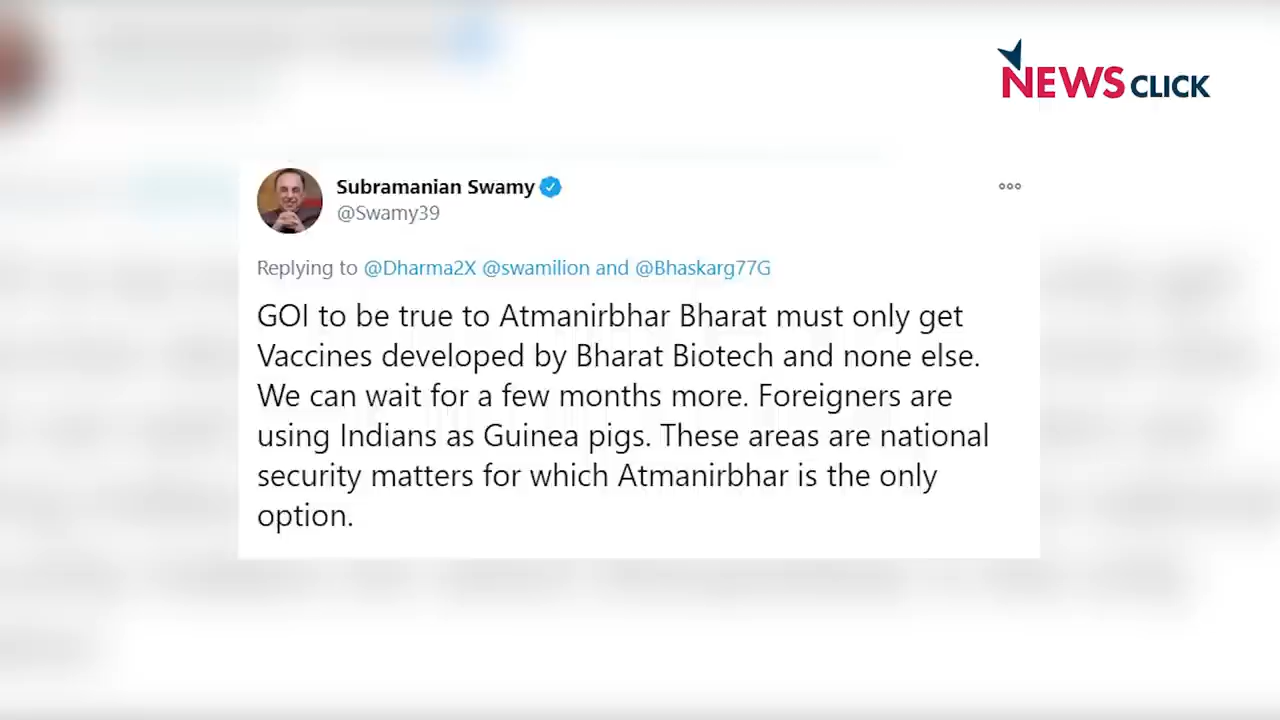 NEWS CLICK
Subramanian Swamy
@Swamy39
Replying to @Dharma2X @swamilion and @Bhaskarg77G
GOI to be true to Atmanirbhar Bharat must only get
Vaccines developed by Bharat Biotech and none else.
We can wait for a few months more. Foreigners are
using Indians as Guinea pigs. These areas are national
security matters for which Atmanirbhar is the only
option.